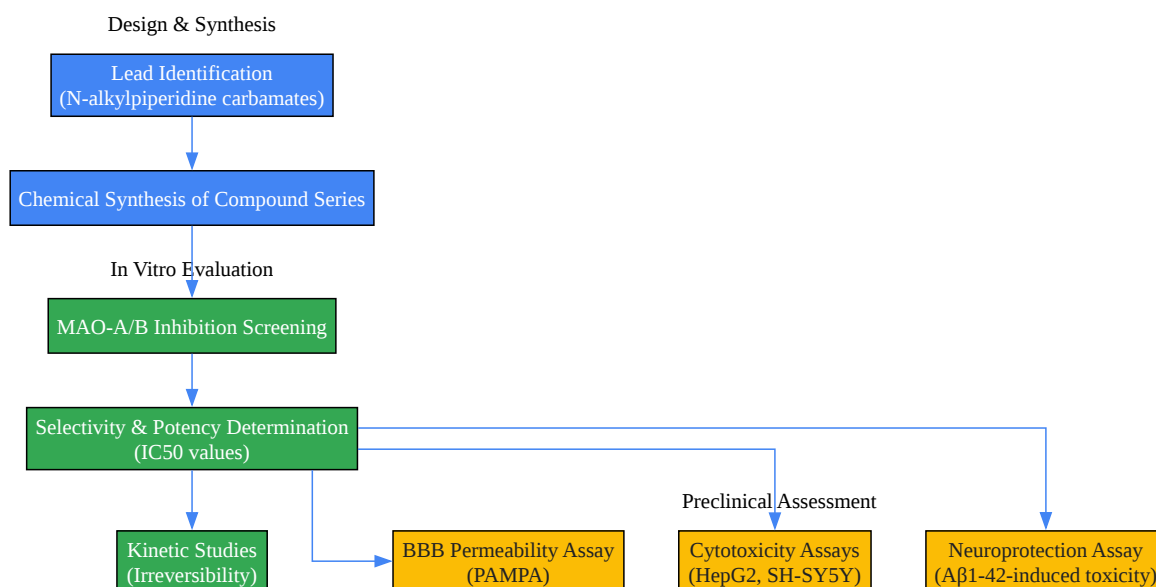 Design & Synthesis
Lead Identification
(N-alkylpiperidine carbamates)
Chemical Synthesis of Compound Series
In Vitro Evaluation
MAO-A/B Inhibition Screening
Selectivity & Potency Determination
(IC50 values)
Preclinical Assessment
Kinetic Studies
(Irreversibility)
BBB Permeability Assay
(PAMPA)
Cytotoxicity Assays
(HepG2, SH-SY5Y)
Neuroprotection Assay
(Aβ1-42-induced toxicity)